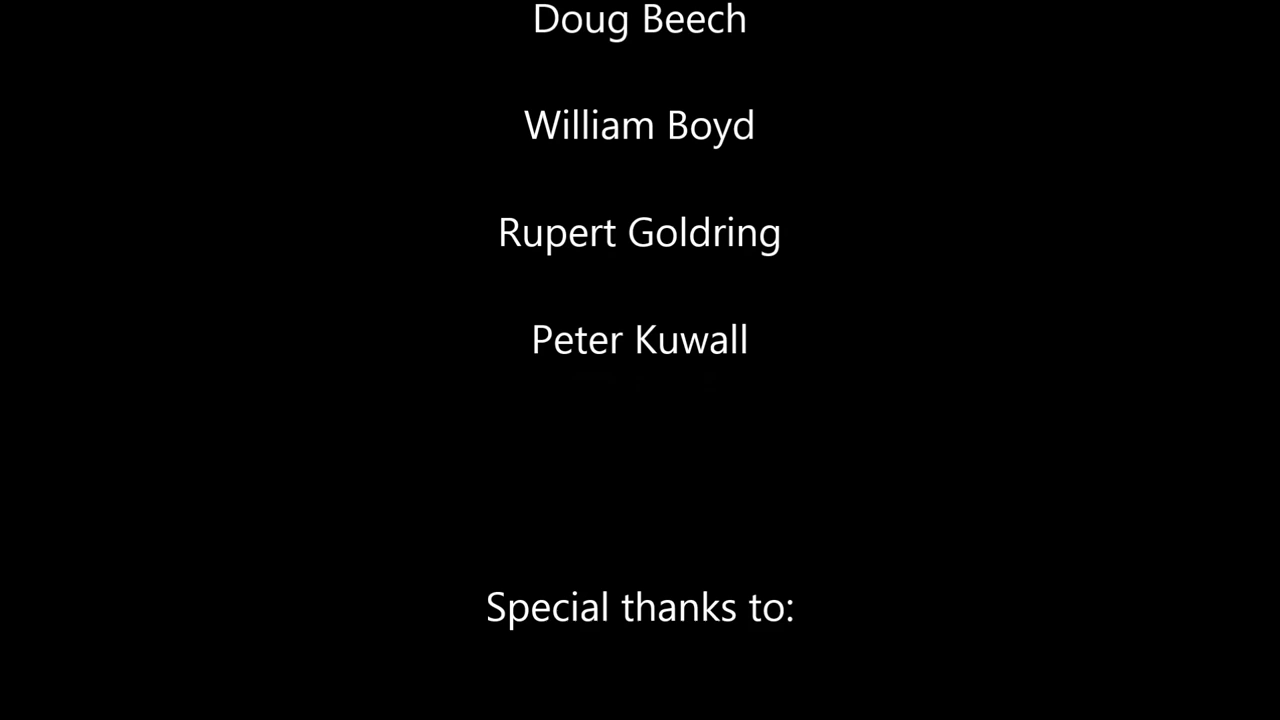 Doug Beech
William Boyd
Rupert Goldring
Peter Kuwall
Special thanks to: